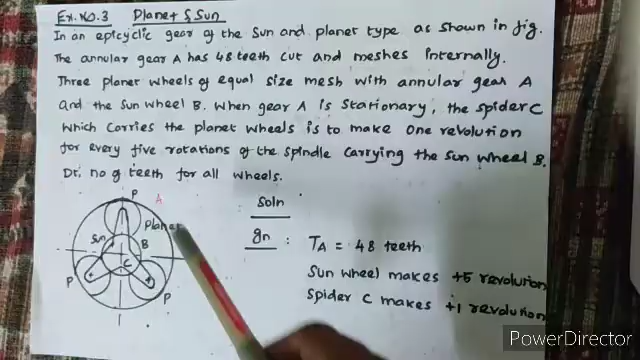 Ex.No.3 Planet & Sun
In an epicyclic gear of the Sun and planet type as shown in fig.
The annular gear A has 48 teeth cut and meshes internally.
Three planet wheels of equal size mesh with annular gear A
and the Sun wheel B. When gear A is stationary, the spider C
which carries the planet wheels is to make one revolution
for every five rotations of the spindle carrying the sun wheel B.
Dt. no of teeth for all wheels.
P
A
Soln
Planet
Sun
B
gn : TA = 48 teeth
C
P
Sun wheel makes +5 revolution
P
Spider C makes +1 revolution
PowerDirector